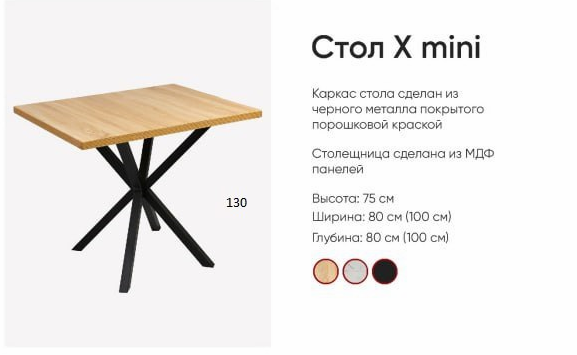 Стол X mini
Каркас стола сделан из
черного металла покрытого
порошковой краской
Столещница сделана из МДФ
панелей
Высота: 75 см
Ширина: 80 см (100 см)
Глубина: 80 см (100 см)
130